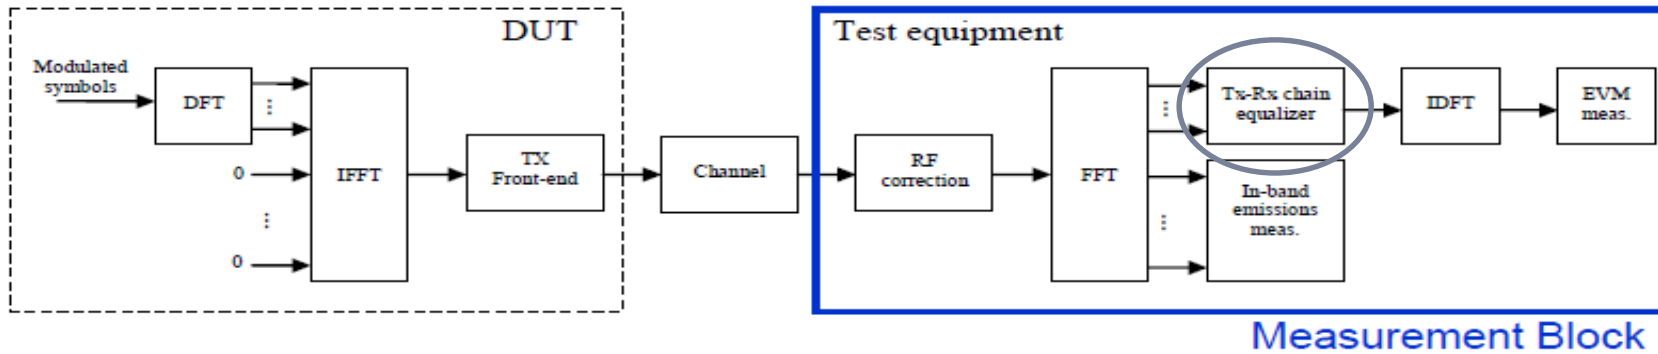 DUT
Modulated
symbols
DFT
...
0
...
0
IFFT
TX
Front-end
Channel
Test equipment
RF
correction
FFT
...
...
Tx-Rx chain
equalizer
In-band
emissions
meas.
IDFT
EVM
meas.
Measurement Block